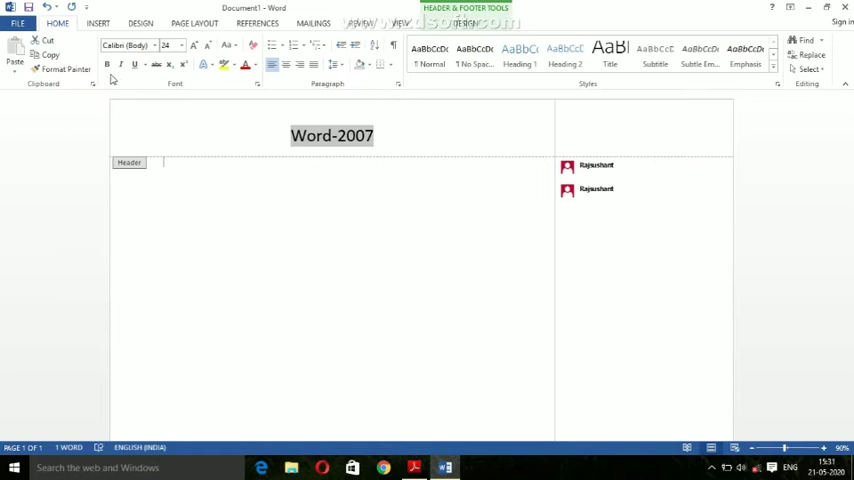 Document1 - Word
HEADER & FOOTER TOOLS
Sign in
FILE HOME INSERT DESIGN PAGE LAYOUT REFERENCES MAILINGS REVIEW VIEW DESIGN
Paste
Cut
Copy
Format Painter
Clipboard
Calibri (Body) 24
Font
Paragraph
AaBbCcDc AaBbCcDc AaBbCc AaBbCcC AaBl AaBbCcC AaBbCcDc AaBbCcDc
¶ Normal ¶ No Spac... Heading 1 Heading 2 Title Subtitle Subtle Em... Emphasis
Styles
Find
Replace
Select
Editing
Word-2007
Header
Rajsushant
Rajsushant
PAGE 1 OF 1 1 WORD ENGLISH (INDIA)
90%
Search the web and Windows
ENG
15:31
21-05-2020